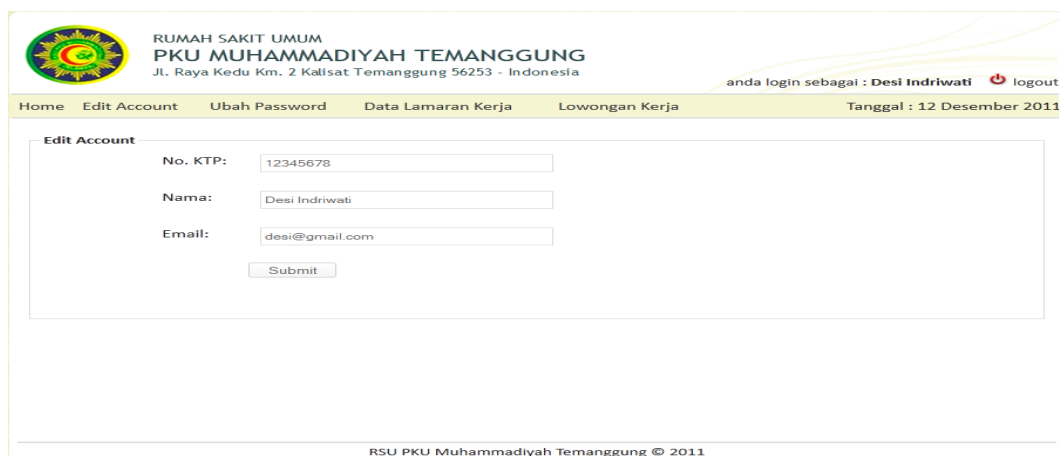 RUMAH SAKIT UMUM
PKU MUHAMMADIYAH TEMANGGUNG
Jl. Raya Kedu Km. 2 Kalisat Temanggung 56253 - Indonesia
anda login sebagai : Desi Indriwati logout
Home Edit Account Ubah Password Data Lamaran Kerja Lowongan Kerja Tanggal : 12 Desember 2011
Edit Account
No. KTP: 12345678
Nama: Desi Indriwati
Email: desi@gmail.com
Submit
RSU PKU Muhammadiyah Temanggung © 2011